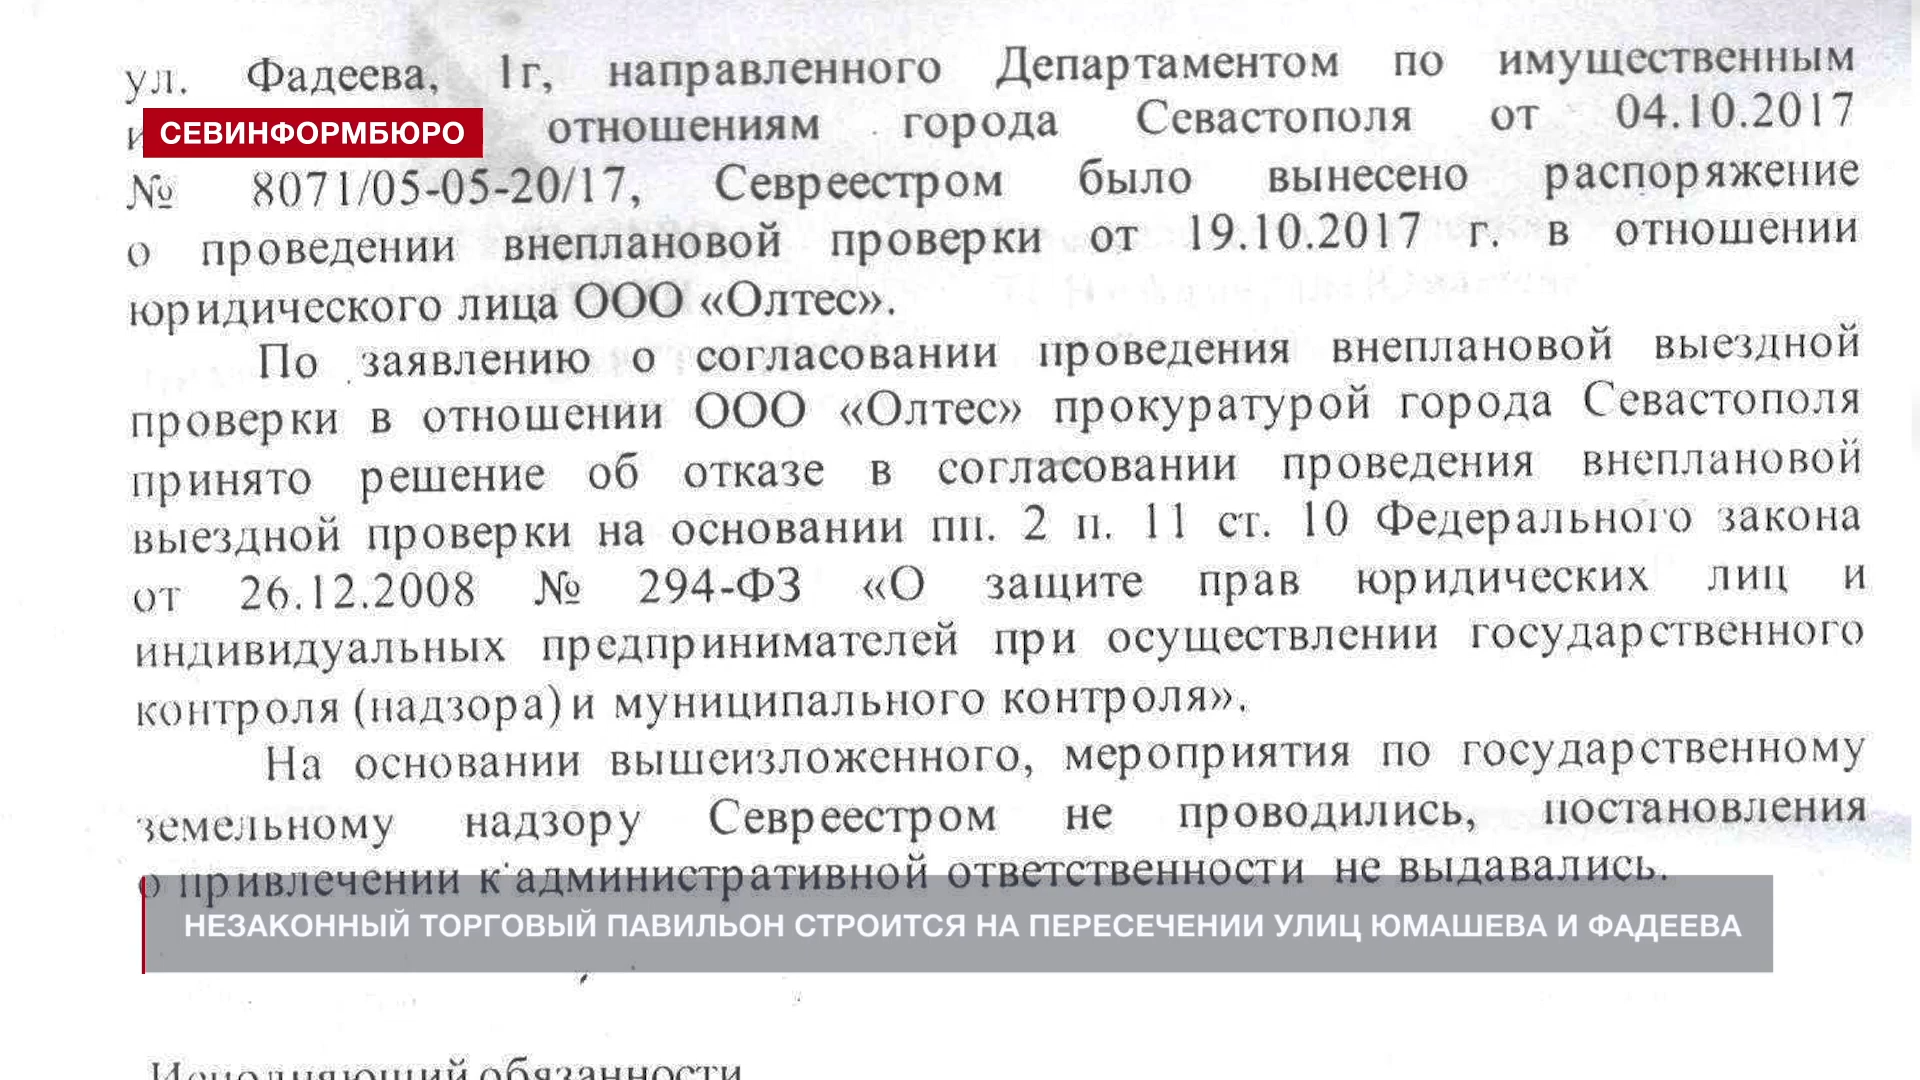 ул. Фадеева, 1г, направленного Департаментом по имущественным
СЕВИНФОРМБЮРО
отношениям города Севастополя от 04.10.2017
№ 8071/05-05-20/17, Севреестром было вынесено распоряжение
о проведении внеплановой проверки от 19.10.2017 г. в отношении
юридического лица ООО «Олтес».
По заявлению о согласовании проведения внеплановой выездной
проверки в отношении ООО «Олтес» прокуратурой города Севастополя
принято решение об отказе в согласовании проведения внеплановой
выездной проверки на основании пп. 2 п. 11 ст. 10 Федерального закона
от 26.12.2008 № 294-ФЗ «О защите прав юридических лиц и
индивидуальных предпринимателей при осуществлении государственного
контроля (надзора) и муниципального контроля».
На основании вышеизложенного, мероприятия по государственному
земельному надзору Севреестром не проводились, постановления
о привлечении к административной ответственности не выдавались.
НЕЗАКОННЫЙ ТОРГОВЫЙ ПАВИЛЬОН СТРОИТСЯ НА ПЕРЕСЕЧЕНИИ УЛИЦ ЮМАШЕВА И ФАДЕЕВА
Исполняющий обязанности